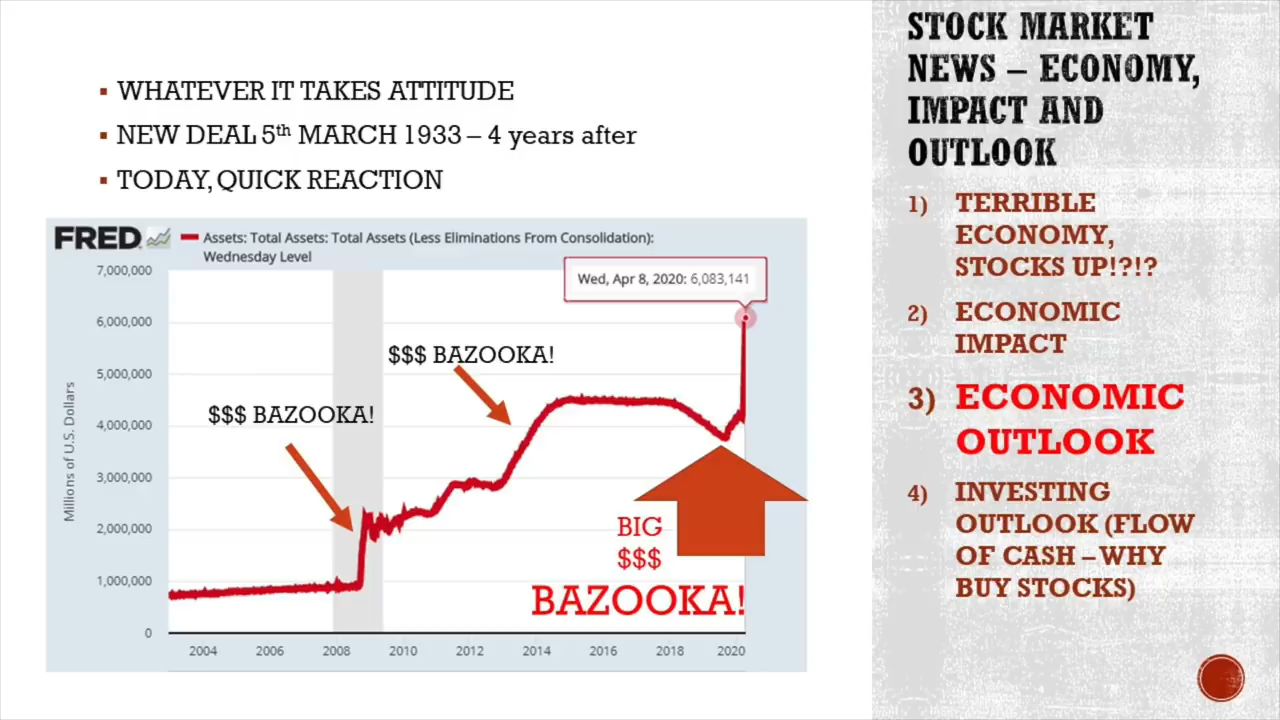 WHATEVER IT TAKES ATTITUDE
NEW DEAL 5th MARCH 1933 – 4 years after
TODAY, QUICK REACTION
FRED
Assets: Total Assets: Total Assets (Less Eliminations From Consolidation):
Wednesday Level
Wed, Apr 8, 2020: 6,083,141
Millions of U.S. Dollars
7,000,000
6,000,000
5,000,000
4,000,000
3,000,000
2,000,000
1,000,000
0
$$$ BAZOOKA!
$$$ BAZOOKA!
BIG
$$$
BAZOOKA!
2004 2006 2008 2010 2012 2014 2016 2018 2020
STOCK MARKET
NEWS – ECONOMY,
IMPACT AND
OUTLOOK
1) TERRIBLE
ECONOMY,
STOCKS UP!?!?
2) ECONOMIC
IMPACT
3) ECONOMIC
OUTLOOK
4) INVESTING
OUTLOOK (FLOW
OF CASH – WHY
BUY STOCKS)